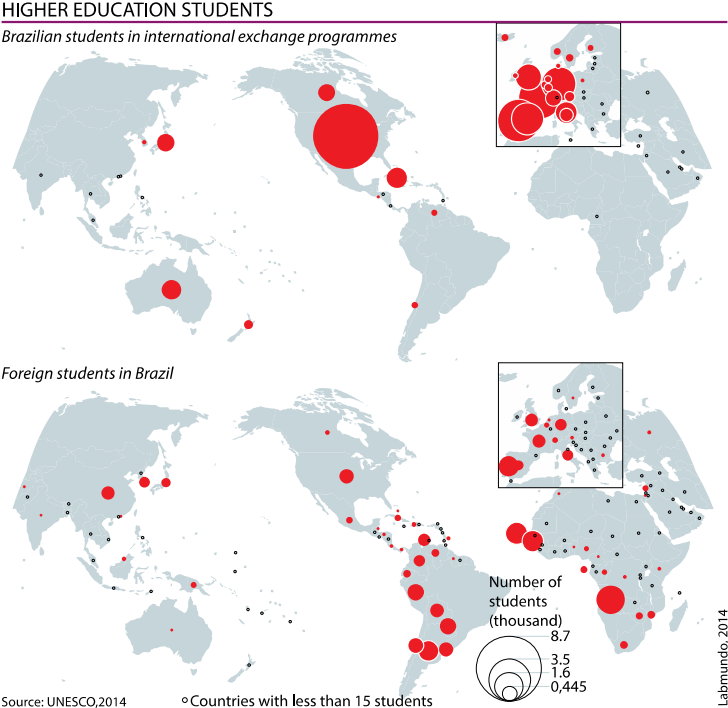 HIGHER EDUCATION STUDENTS
Brazilian students in international exchange programmes
Foreign students in Brazil
Number of
students
(thousand)
8.7
3.5
1.6
0,445
Labmundo, 2014
Source: UNESCO,2014
Countries with less than 15 students